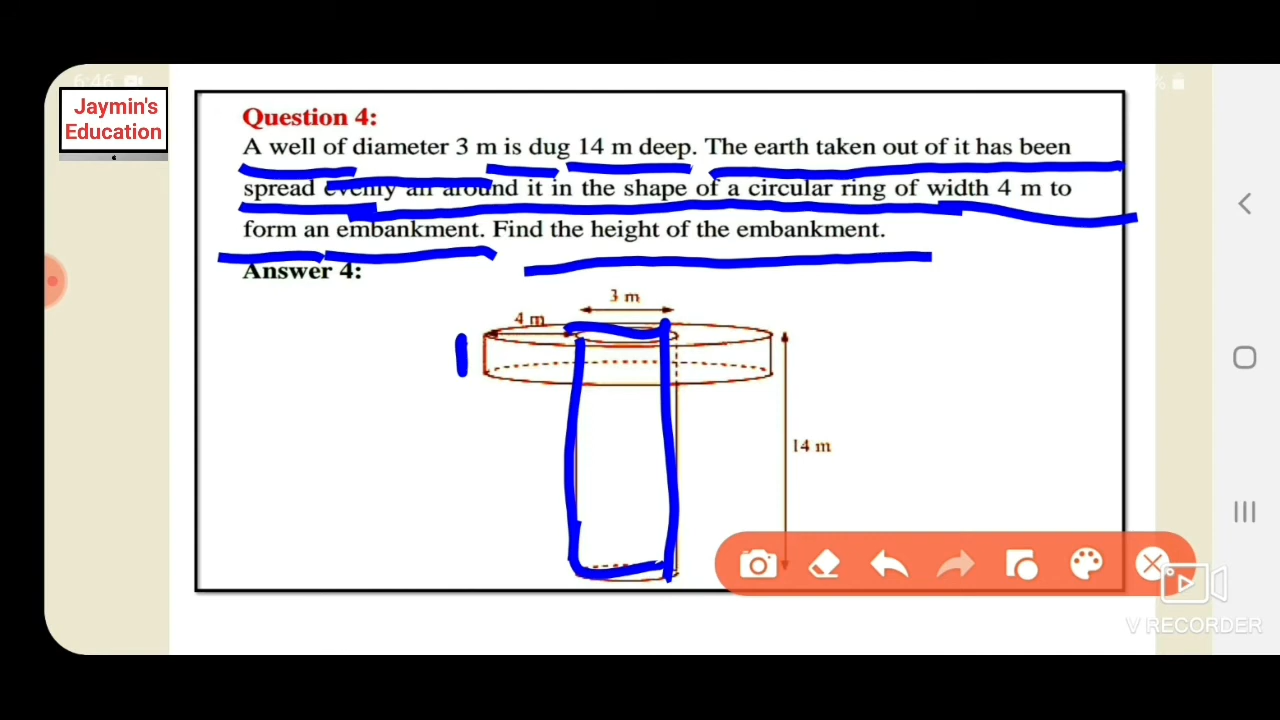 6:46
Jaymin's
Education
Question 4:
A well of diameter 3 m is dug 14 m deep. The earth taken out of it has been
spread evenly all around it in the shape of a circular ring of width 4 m to
form an embankment. Find the height of the embankment.
Answer 4:
3 m
4 m
14 m
V RECORDER